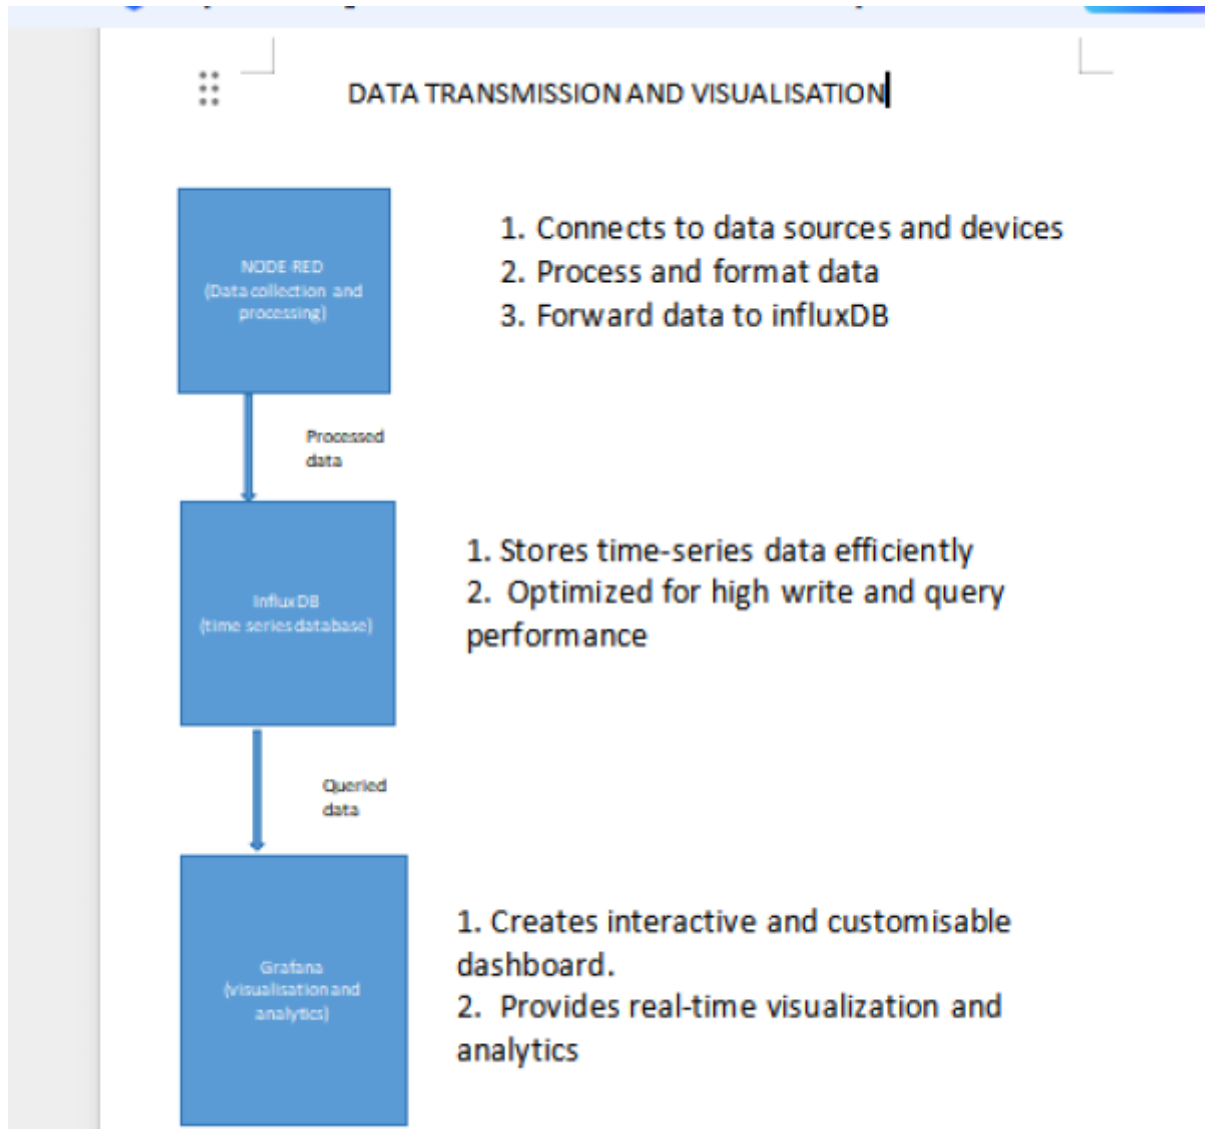 DATA TRANSMISSION AND VISUALISATION
NODE RED
(Data collection and
processing)
1. Connects to data sources and devices
2. Process and format data
3. Forward data to influxDB
Processed
data
InfluxDB
(time series database)
1. Stores time-series data efficiently
2. Optimized for high write and query
performance
Queried
data
Grafana
(visualisation and
analytics)
1. Creates interactive and customisable
dashboard.
2. Provides real-time visualization and
analytics